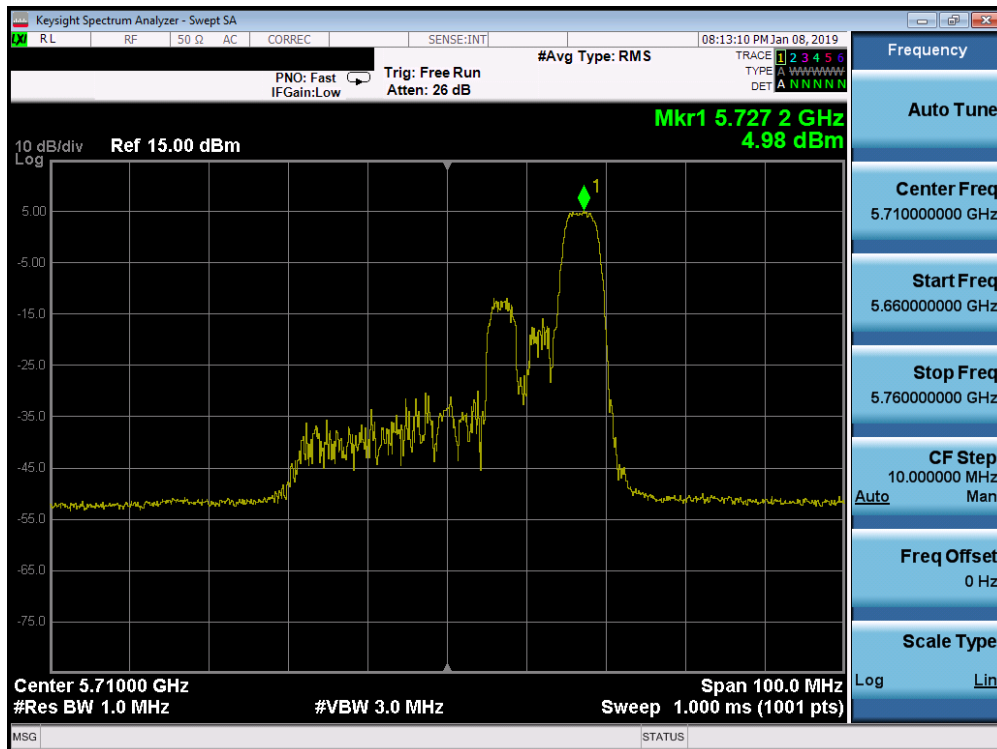 Keysight Spectrum Analyzer - Swept SA
LXI RL RF 50 Ω AC CORREC SENSE:INT 08:13:10 PM Jan 08, 2019
#Avg Type: RMS TRACE 1 2 3 4 5 6
PNO: Fast Trig: Free Run TYPE A WWWWW
IFGain:Low Atten: 26 dB DET A N N N N N
Mkr1 5.727 2 GHz
4.98 dBm
10 dB/div Ref 15.00 dBm
Log
1
5.00
-5.00
-15.0
-25.0
-35.0
-45.0
-55.0
-65.0
-75.0
Center 5.71000 GHz Span 100.0 MHz
#Res BW 1.0 MHz #VBW 3.0 MHz Sweep 1.000 ms (1001 pts)
MSG STATUS
Frequency
Auto Tune
Center Freq
5.710000000 GHz
Start Freq
5.660000000 GHz
Stop Freq
5.760000000 GHz
CF Step
10.000000 MHz
Auto Man
Freq Offset
0 Hz
Scale Type
Log Lin